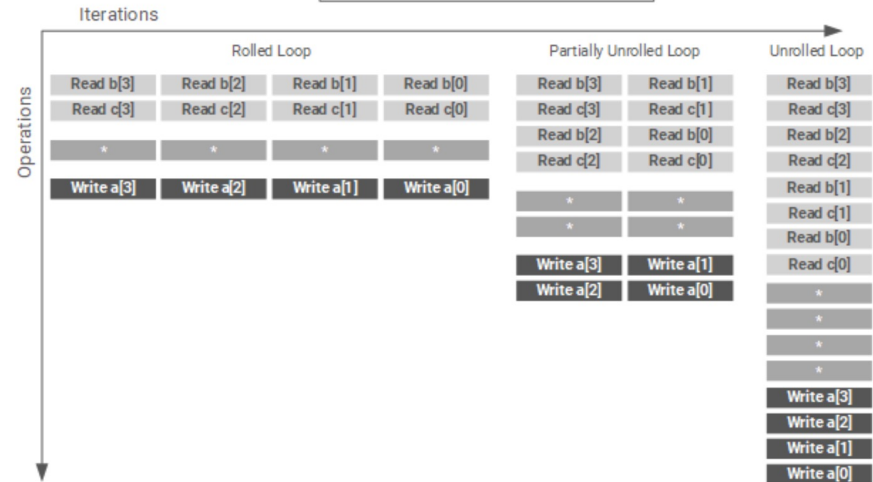 Iterations
Rolled Loop Partially Unrolled Loop Unrolled Loop
Operations
Read b[3] Read b[2] Read b[1] Read b[0] Read b[3] Read b[1] Read b[3]
Read c[3] Read c[2] Read c[1] Read c[0] Read c[3] Read c[1] Read c[3]
Read b[2] Read b[0] Read b[2]
* * * * Read c[2] Read c[0] Read c[2]
Write a[3] Write a[2] Write a[1] Write a[0] * * Read b[1]
* * Read c[1]
Read b[0]
Write a[3] Write a[1] Read c[0]
Write a[2] Write a[0] *
*
*
*
Write a[3]
Write a[2]
Write a[1]
Write a[0]